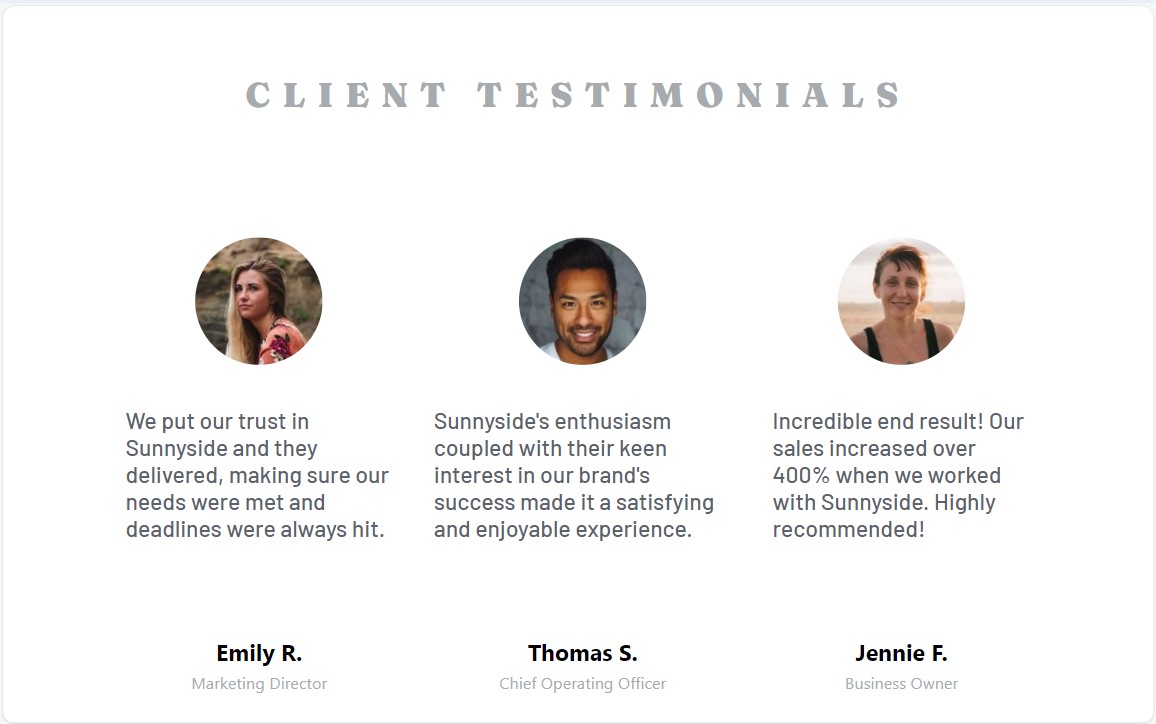 CLIENT TESTIMONIALS
We put our trust in
Sunnyside and they
delivered, making sure our
needs were met and
deadlines were always hit.
Sunnyside's enthusiasm
coupled with their keen
interest in our brand's
success made it a satisfying
and enjoyable experience.
Incredible end result! Our
sales increased over
400% when we worked
with Sunnyside. Highly
recommended!
Emily R.
Marketing Director
Thomas S.
Chief Operating Officer
Jennie F.
Business Owner